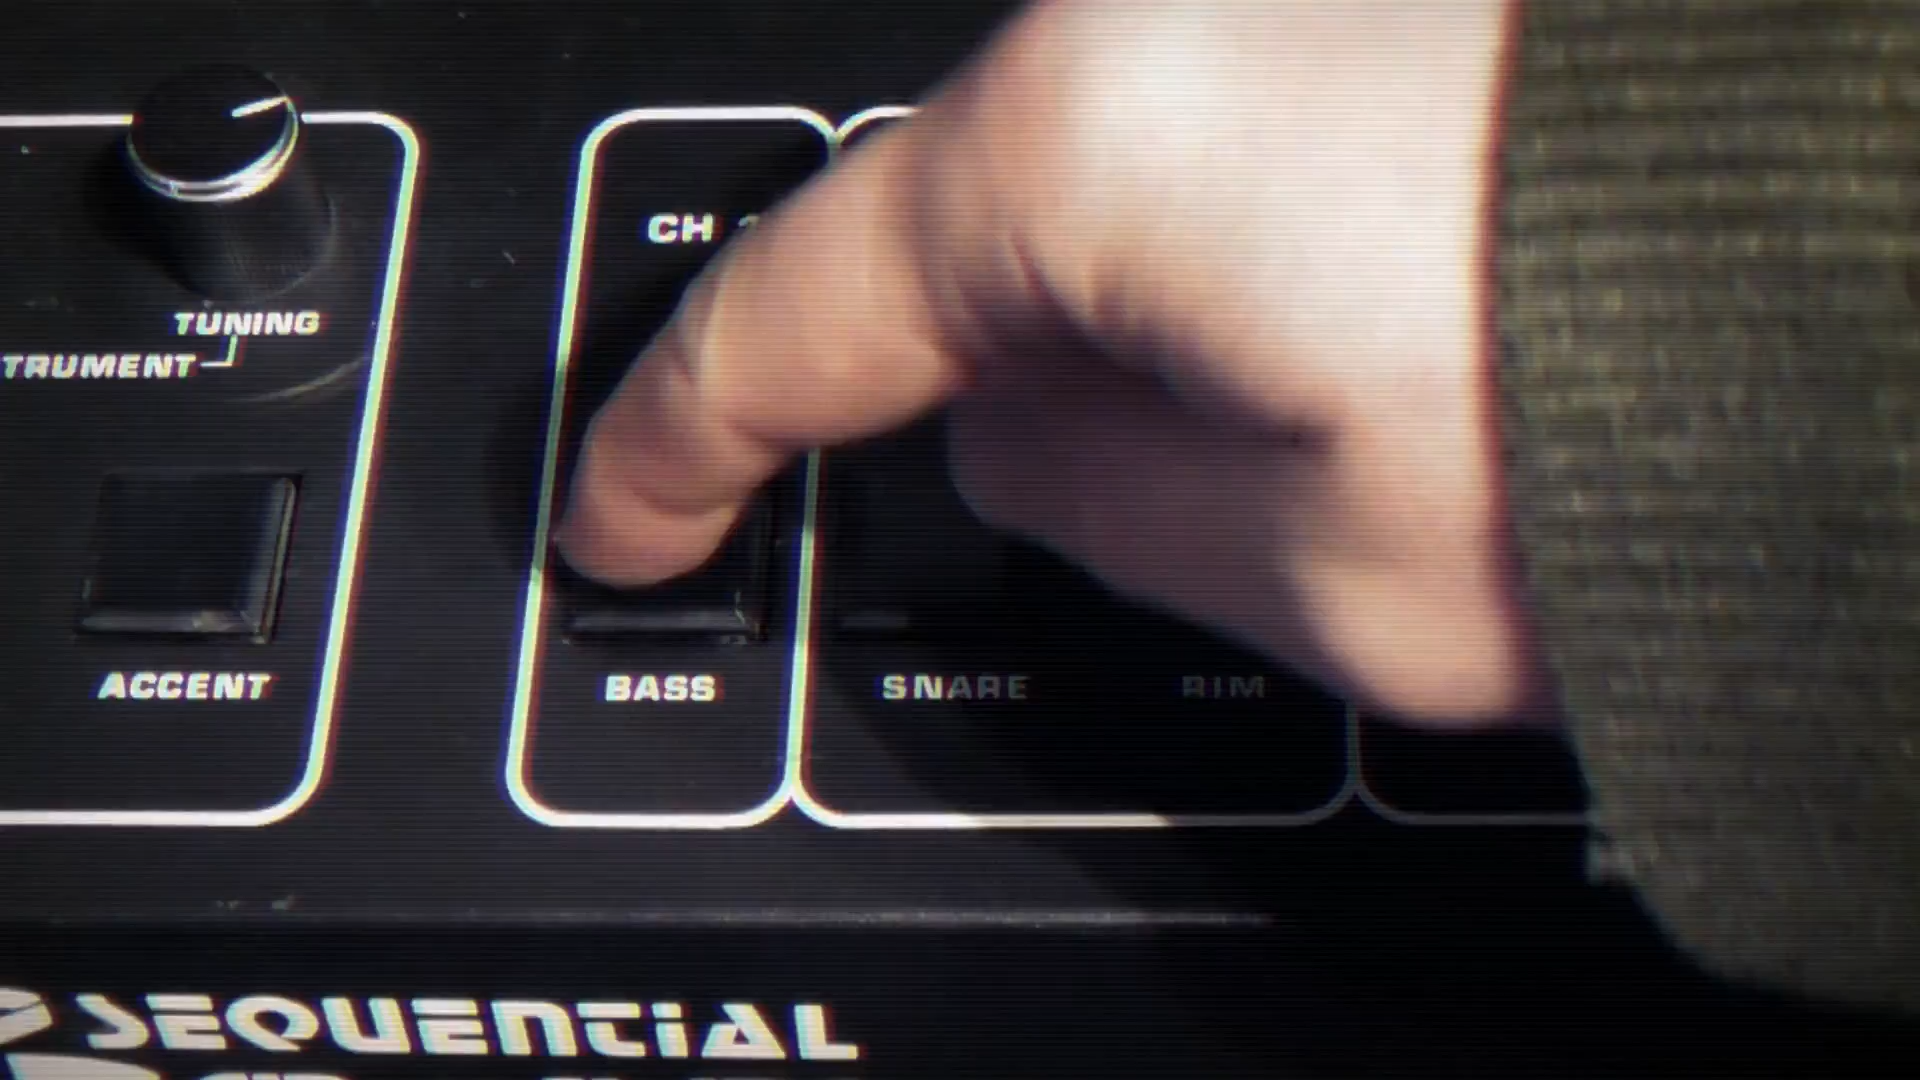 CH
TUNING
TRUMENT
ACCENT
BASS
SNARE
RIM
SEQUENTIAL